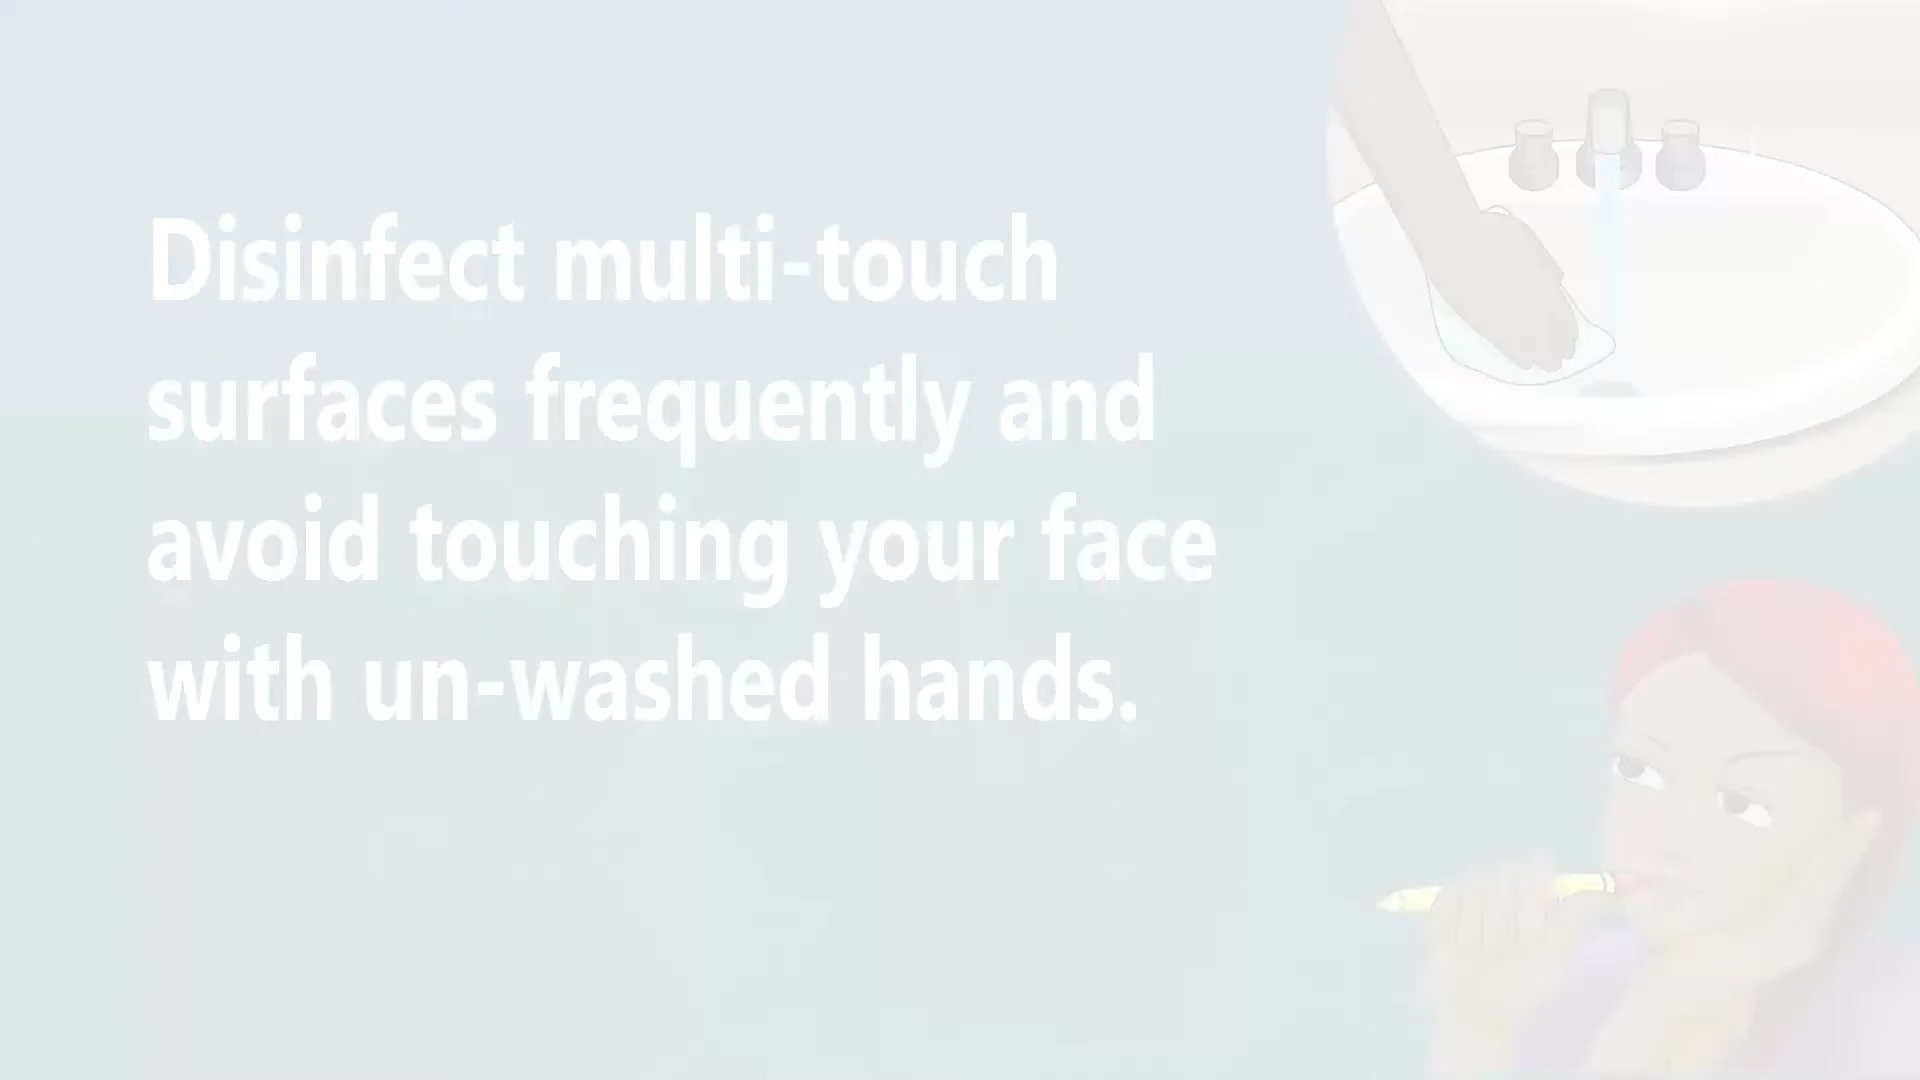 Disinfect multi-touch
surfaces frequently and
avoid touching your face
with un-washed hands.